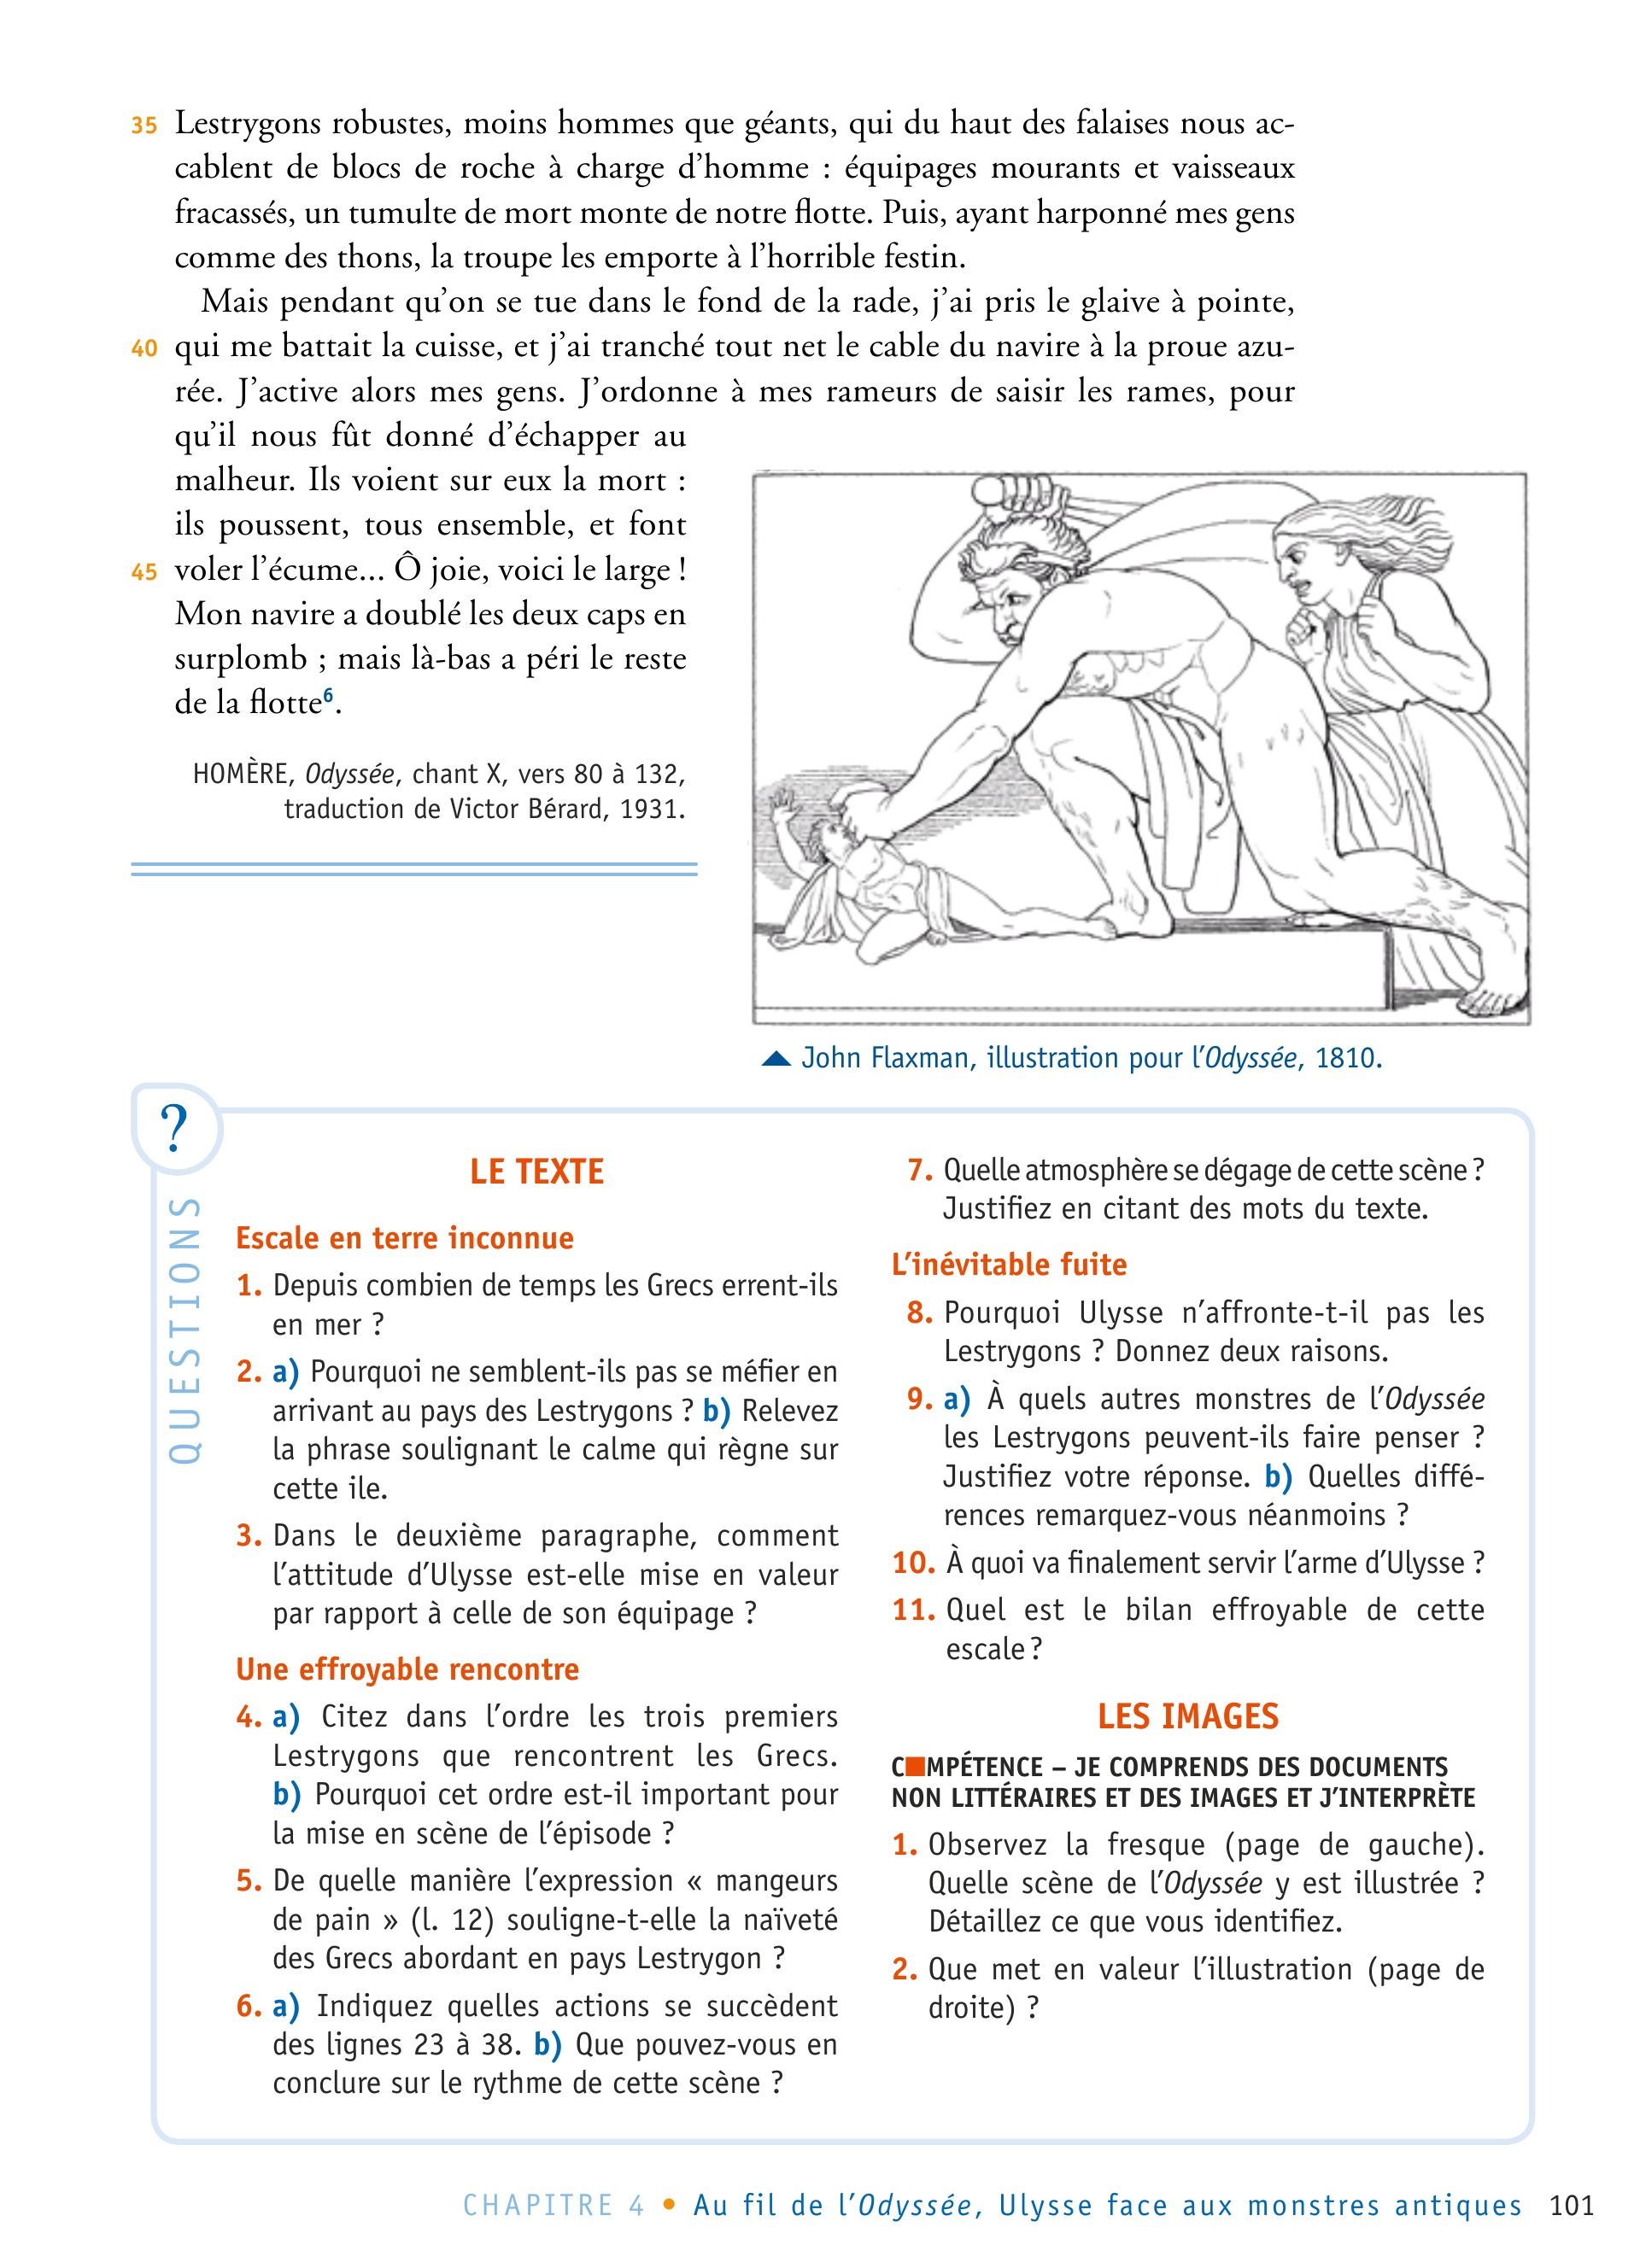 35 Lestrygons robustes, moins hommes que géants, qui du haut des falaises nous ac-
cablent de blocs de roche à charge d'homme : équipages mourants et vaisseaux
fracassés, un tumulte de mort monte de notre flotte. Puis, ayant harponné mes gens
comme des thons, la troupe les emporte à l'horrible festin.
Mais pendant qu'on se tue dans le fond de la rade, j'ai pris le glaive à pointe,
40 qui me battait la cuisse, et j'ai tranché tout net le cable du navire à la proue azu-
rée. J'active alors mes gens. J'ordonne à mes rameurs de saisir les rames, pour
qu'il nous fût donné d'échapper au
malheur. Ils voient sur eux la mort :
ils poussent, tous ensemble, et font
45 voler l'écume... Ô joie, voici le large !
Mon navire a doublé les deux caps en
surplomb ; mais là-bas a péri le reste
de la flotte6.
HOMÈRE, Odyssée, chant X, vers 80 à 132,
traduction de Victor Bérard, 1931.
▲ John Flaxman, illustration pour l'Odyssée, 1810.
?
QUESTIONS
LE TEXTE
Escale en terre inconnue
1. Depuis combien de temps les Grecs errent-ils
en mer ?
2. a) Pourquoi ne semblent-ils pas se méfier en
arrivant au pays des Lestrygons ? b) Relevez
la phrase soulignant le calme qui règne sur
cette ile.
3. Dans le deuxième paragraphe, comment
l'attitude d'Ulysse est-elle mise en valeur
par rapport à celle de son équipage ?
Une effroyable rencontre
4. a) Citez dans l'ordre les trois premiers
Lestrygons que rencontrent les Grecs.
b) Pourquoi cet ordre est-il important pour
la mise en scène de l'épisode ?
5. De quelle manière l'expression « mangeurs
de pain » (l. 12) souligne-t-elle la naïveté
des Grecs abordant en pays Lestrygon ?
6. a) Indiquez quelles actions se succèdent
des lignes 23 à 38. b) Que pouvez-vous en
conclure sur le rythme de cette scène ?
7. Quelle atmosphère se dégage de cette scène ?
Justifiez en citant des mots du texte.
L'inévitable fuite
8. Pourquoi Ulysse n'affronte-t-il pas les
Lestrygons ? Donnez deux raisons.
9. a) À quels autres monstres de l'Odyssée
les Lestrygons peuvent-ils faire penser ?
Justifiez votre réponse. b) Quelles diffé-
rences remarquez-vous néanmoins ?
10. À quoi va finalement servir l'arme d'Ulysse ?
11. Quel est le bilan effroyable de cette
escale ?
LES IMAGES
C■MPÉTENCE – JE COMPRENDS DES DOCUMENTS
NON LITTÉRAIRES ET DES IMAGES ET J'INTERPRÈTE
1. Observez la fresque (page de gauche).
Quelle scène de l'Odyssée y est illustrée ?
Détaillez ce que vous identifiez.
2. Que met en valeur l'illustration (page de
droite) ?
CHAPITRE 4 • Au fil de l'Odyssée, Ulysse face aux monstres antiques 101